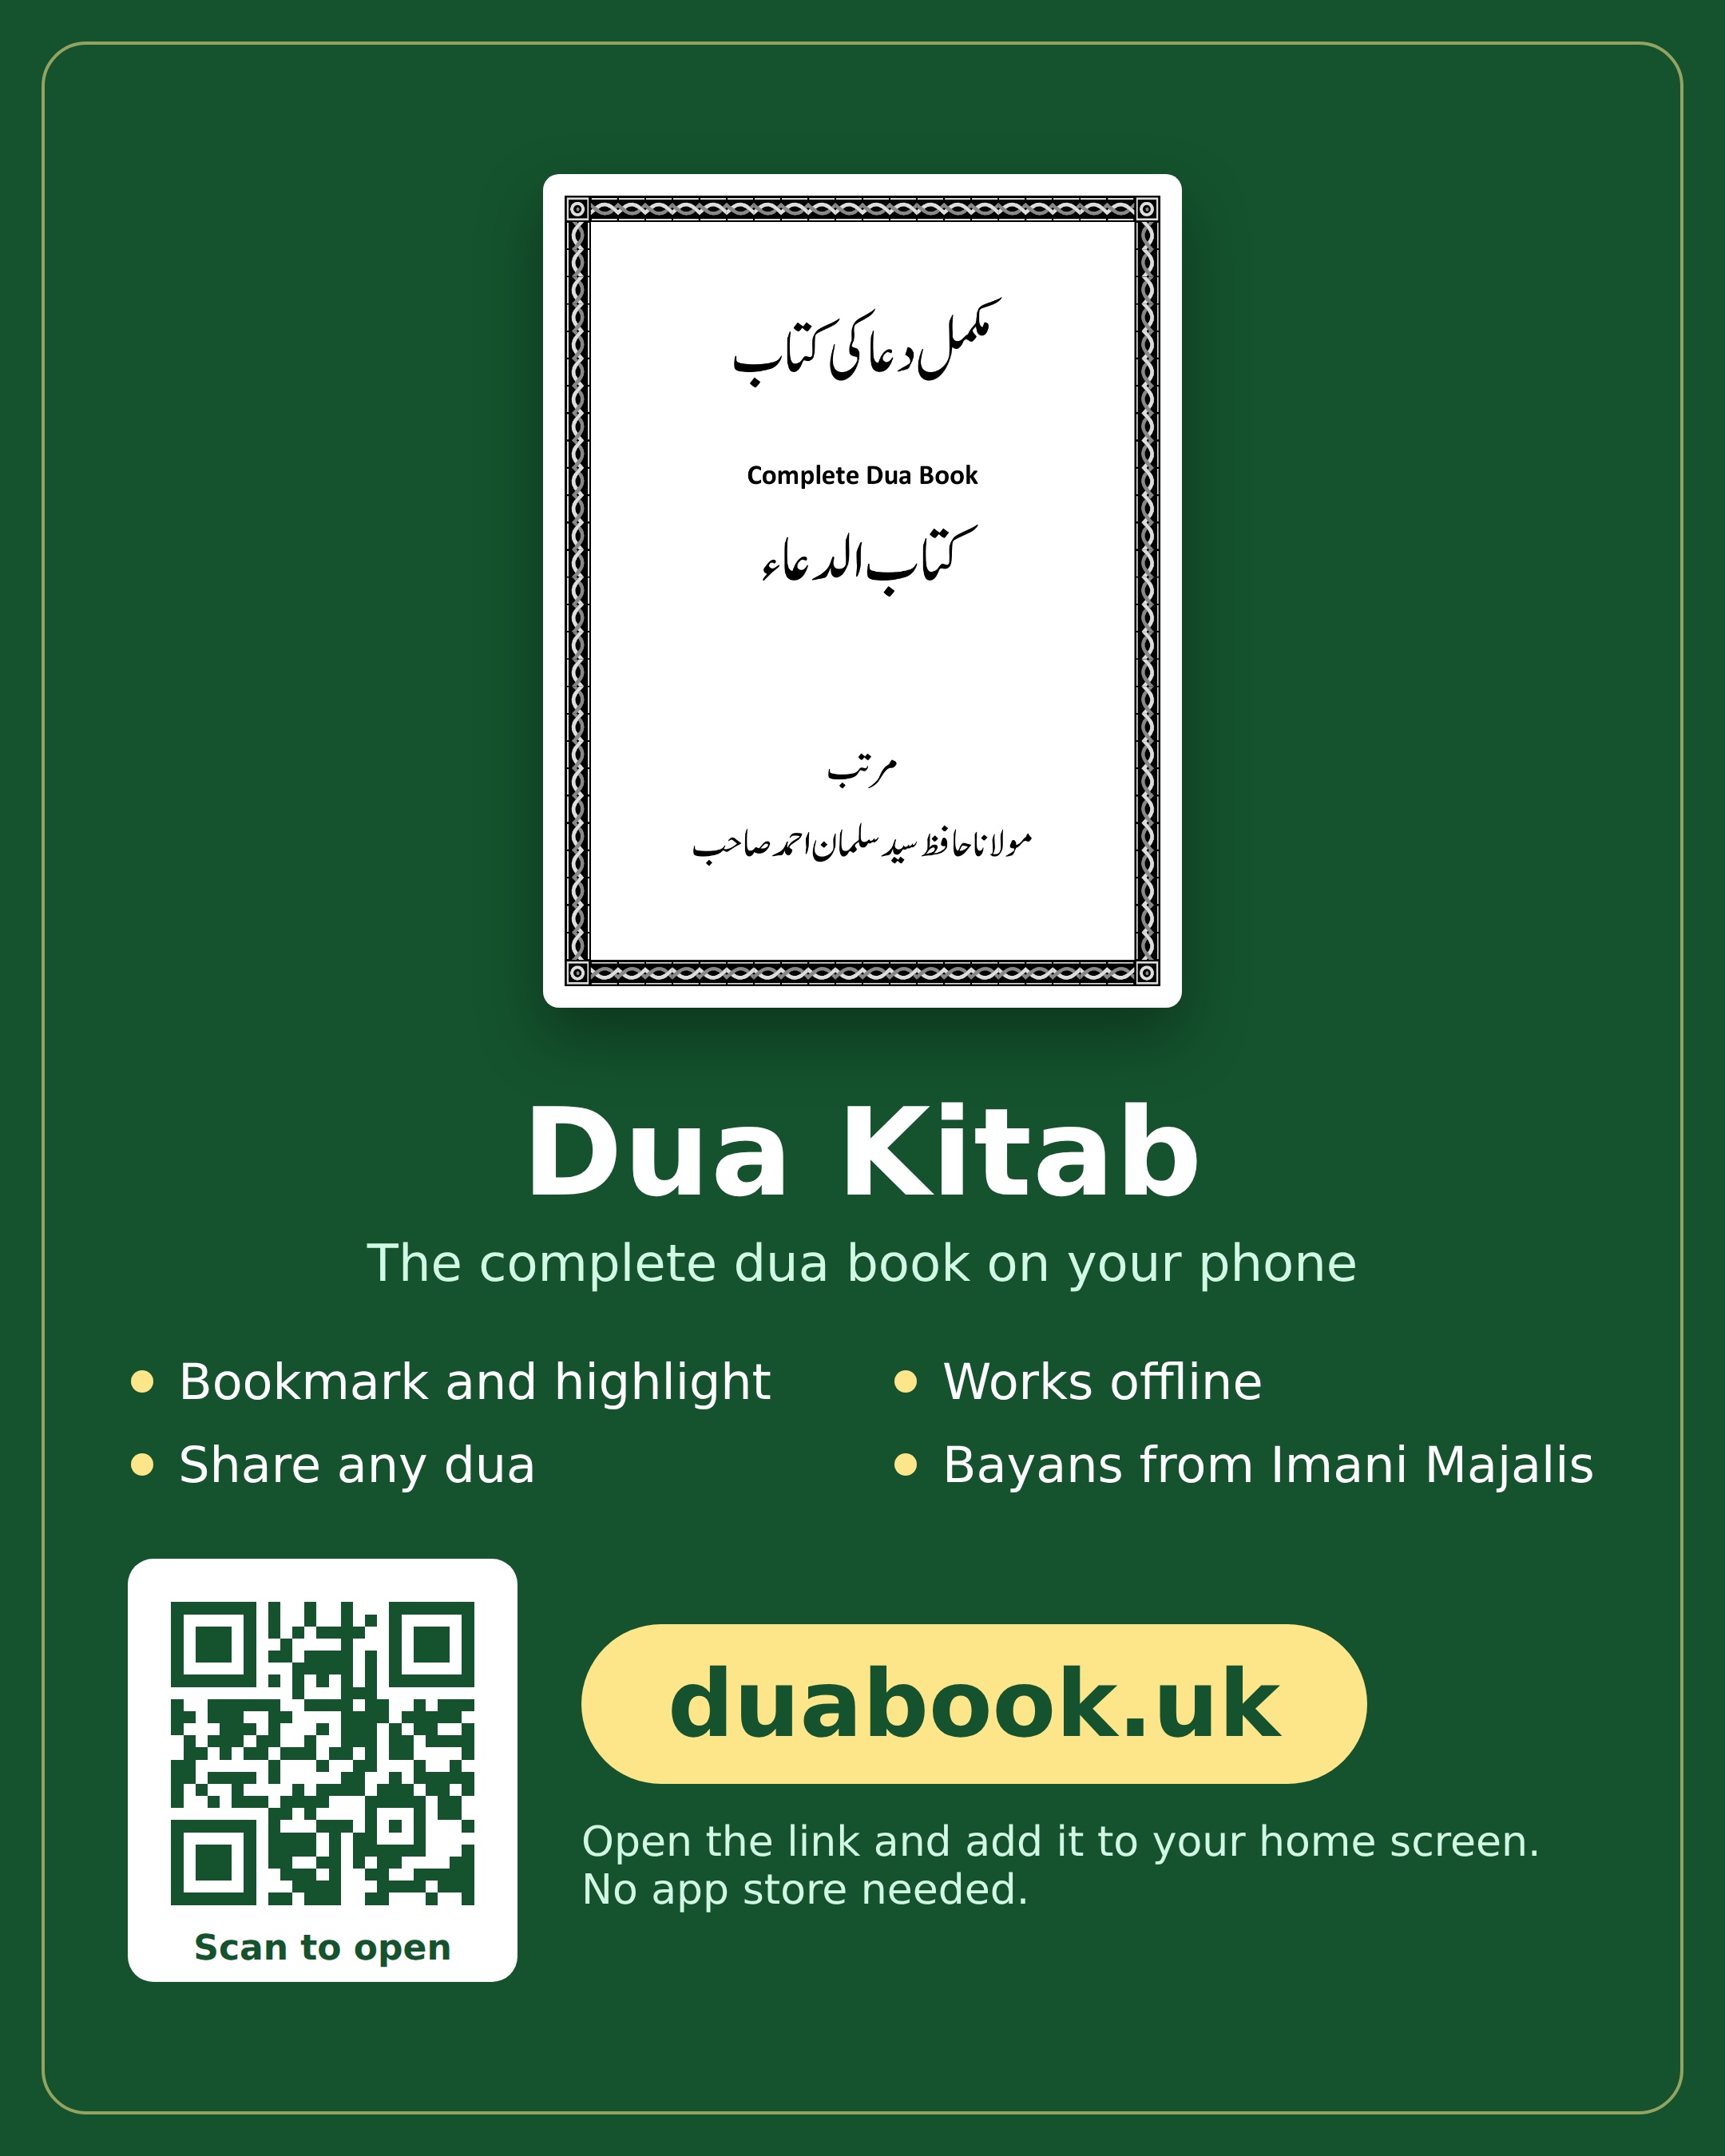 مکمل دعا کی کتاب
Complete Dua Book
کتاب الدعاء
مرتب
مولانا حافظ سید سلمان احمد صاحب
Dua Kitab
The complete dua book on your phone
Bookmark and highlight
Works offline
Share any dua
Bayans from Imani Majalis
duabook.uk
Open the link and add it to your home screen.
No app store needed.
Scan to open